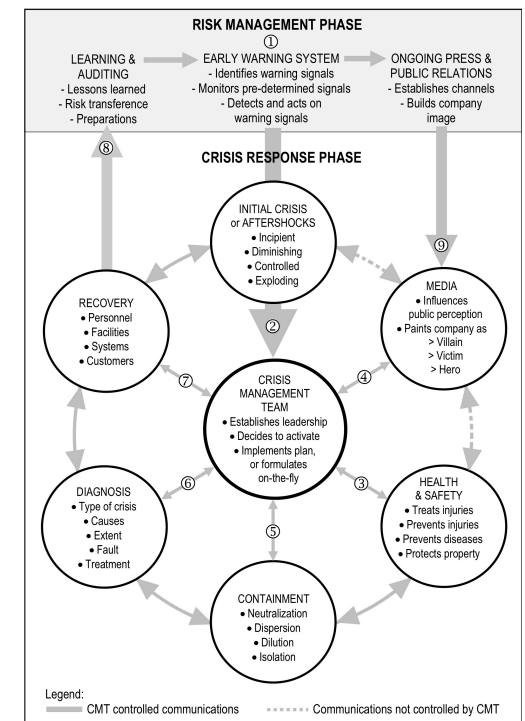 RISK MANAGEMENT PHASE
①
LEARNING &
AUDITING
- Lessons learned
- Risk transference
- Preparations
EARLY WARNING SYSTEM
- Identifies warning signals
- Monitors pre-determined signals
- Detects and acts on
warning signals
ONGOING PRESS &
PUBLIC RELATIONS
- Establishes channels
- Builds company
image
⑧
CRISIS RESPONSE PHASE
INITIAL CRISIS
or AFTERSHOCKS
• Incipient
• Diminishing
• Controlled
• Exploding
⑨
RECOVERY
• Personnel
• Facilities
• Systems
• Customers
②
MEDIA
• Influences
public perception
• Paints company as
> Villain
> Victim
> Hero
⑦
④
CRISIS
MANAGEMENT
TEAM
• Establishes leadership
• Decides to activate
• Implements plan,
or formulates
on-the-fly
⑥
③
DIAGNOSIS
• Type of crisis
• Causes
• Extent
• Fault
• Treatment
⑤
HEALTH
& SAFETY
• Treats injuries
• Prevents injuries
• Prevents diseases
• Protects property
CONTAINMENT
• Neutralization
• Dispersion
• Dilution
• Isolation
Legend:
CMT controlled communications
Communications not controlled by CMT